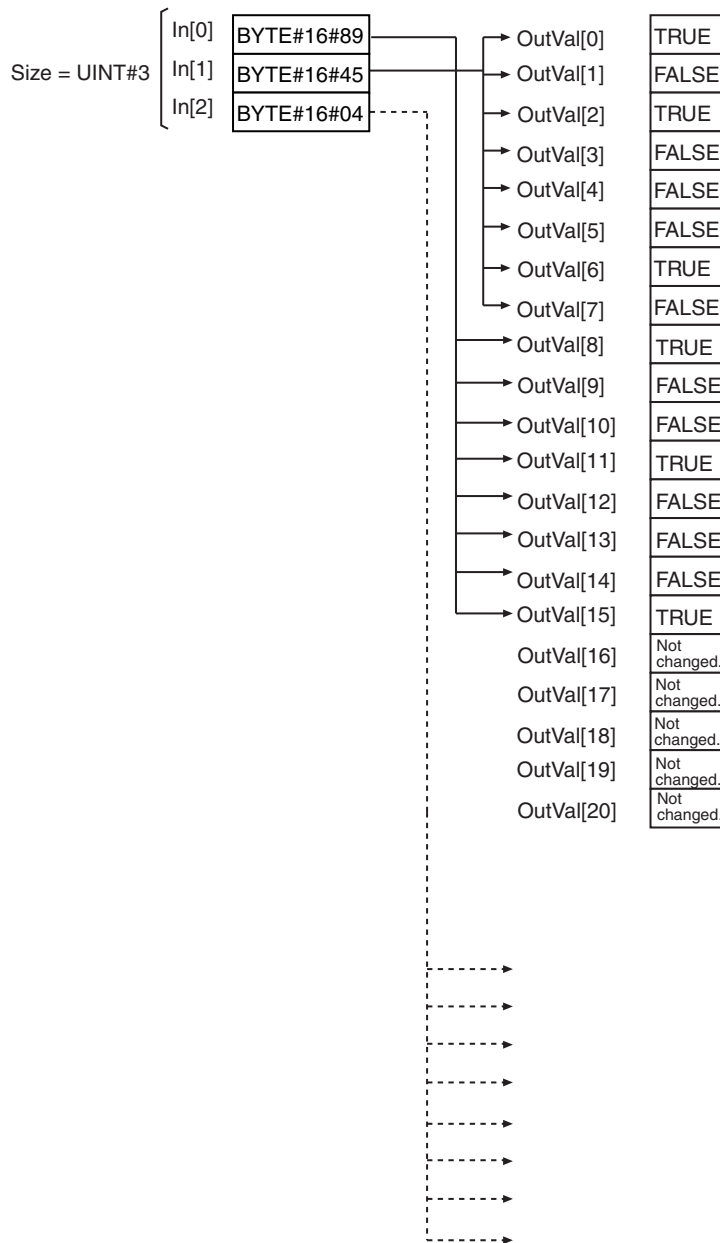 Size = UINT#3
In[0] BYTE#16#89
In[1] BYTE#16#45
In[2] BYTE#16#04
OutVal[0] TRUE
OutVal[1] FALSE
OutVal[2] TRUE
OutVal[3] FALSE
OutVal[4] FALSE
OutVal[5] FALSE
OutVal[6] TRUE
OutVal[7] FALSE
OutVal[8] TRUE
OutVal[9] FALSE
OutVal[10] FALSE
OutVal[11] TRUE
OutVal[12] FALSE
OutVal[13] FALSE
OutVal[14] FALSE
OutVal[15] TRUE
OutVal[16] Not
changed.
OutVal[17] Not
changed.
OutVal[18] Not
changed.
OutVal[19] Not
changed.
OutVal[20] Not
changed.